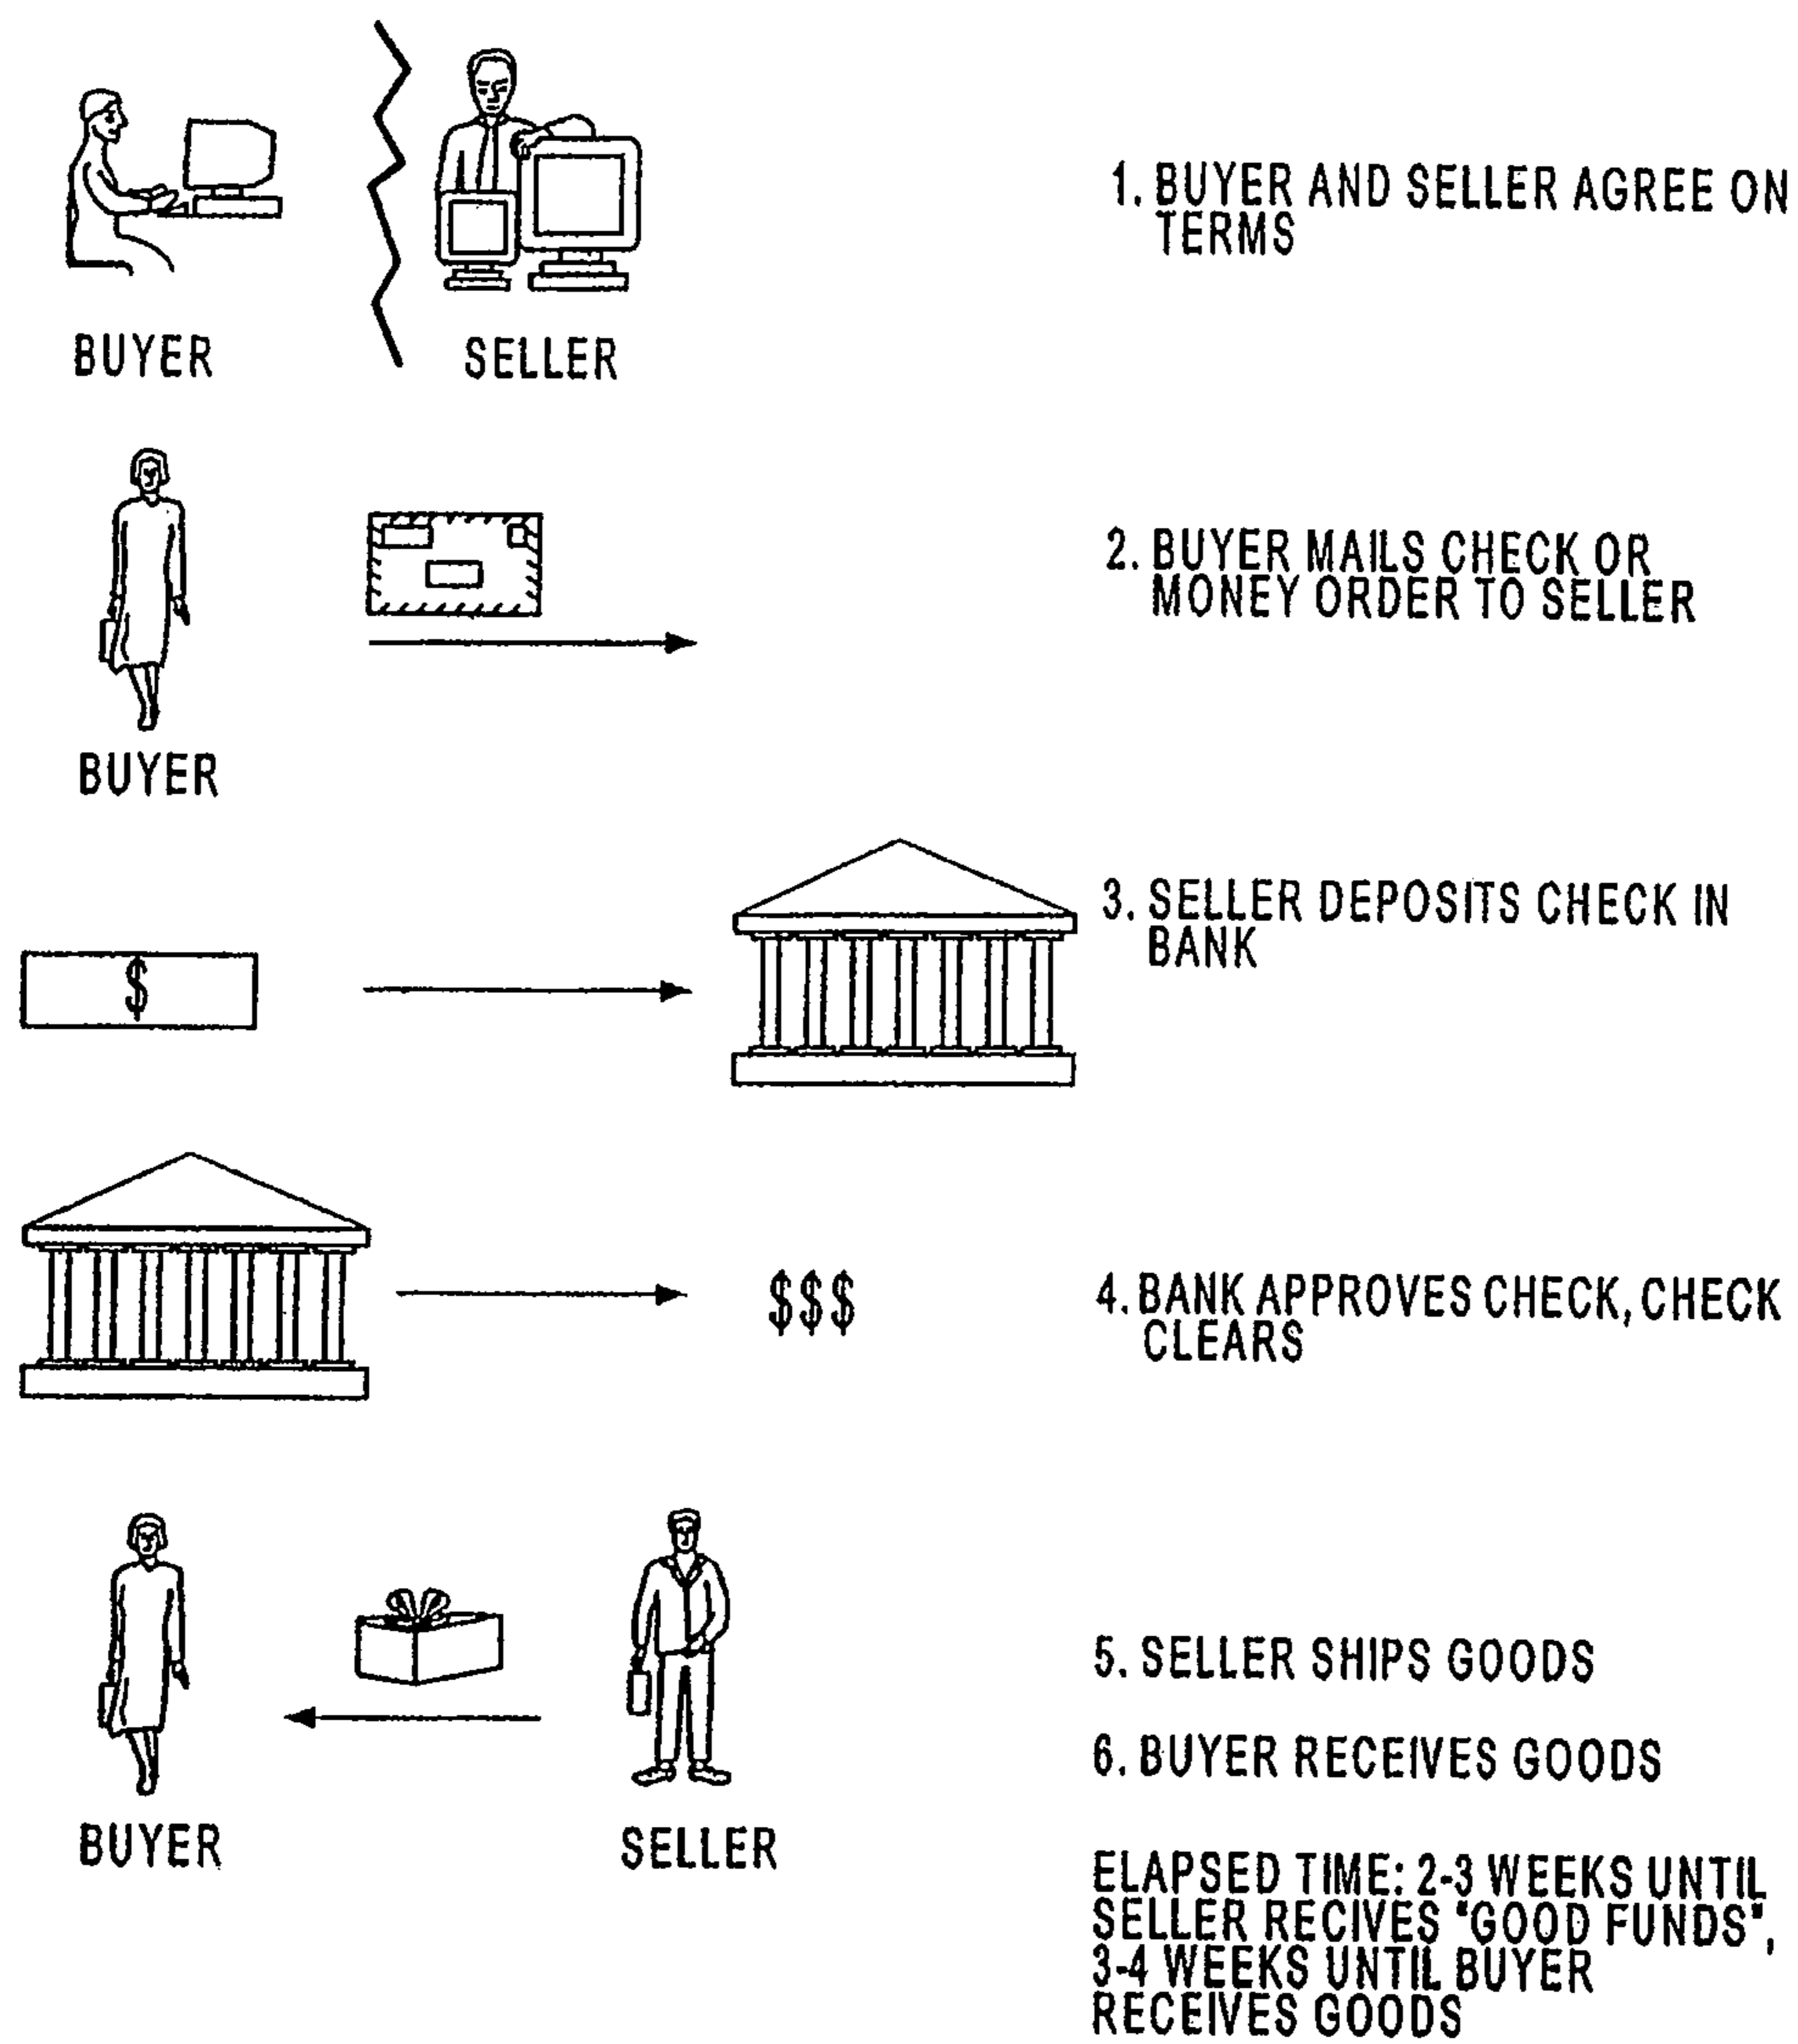 BUYER
SELLER
1. BUYER AND SELLER AGREE ON
TERMS
BUYER
2. BUYER MAILS CHECK OR
MONEY ORDER TO SELLER
$
3. SELLER DEPOSITS CHECK IN
BANK
$$$
4. BANK APPROVES CHECK, CHECK
CLEARS
BUYER
SELLER
5. SELLER SHIPS GOODS
6. BUYER RECEIVES GOODS
ELAPSED TIME: 2-3 WEEKS UNTIL
SELLER RECIVES "GOOD FUNDS",
3-4 WEEKS UNTIL BUYER
RECEIVES GOODS